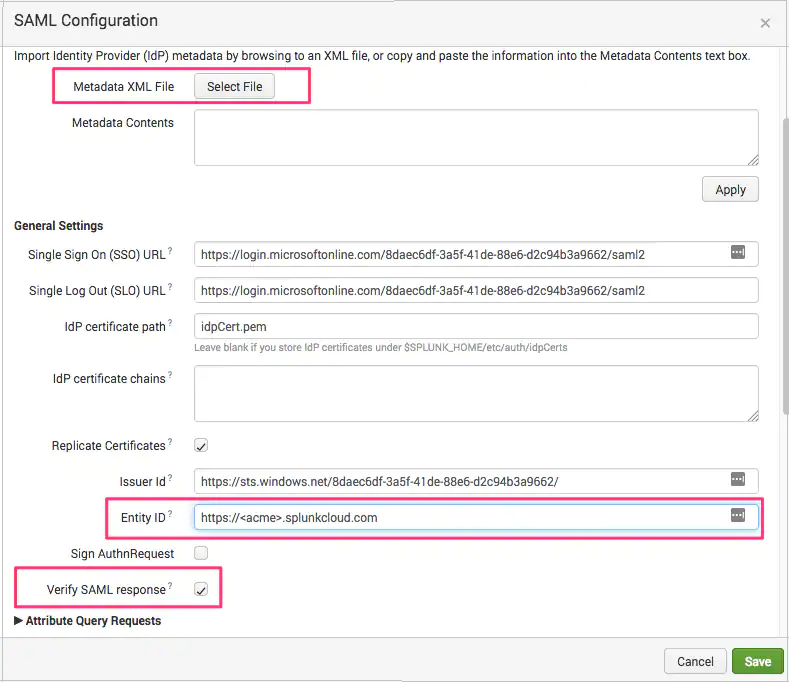 SAML Configuration
Import Identity Provider (IdP) metadata by browsing to an XML file, or copy and paste the information into the Metadata Contents text box.
Metadata XML File Select File
Metadata Contents
Apply
General Settings
Single Sign On (SSO) URL ? https://login.microsoftonline.com/8daec6df-3a5f-41de-88e6-d2c94b3a9662/saml2
Single Log Out (SLO) URL ? https://login.microsoftonline.com/8daec6df-3a5f-41de-88e6-d2c94b3a9662/saml2
IdP certificate path ? idpCert.pem
Leave blank if you store IdP certificates under $SPLUNK_HOME/etc/auth/idpCerts
IdP certificate chains ?
Replicate Certificates ?
Issuer Id ? https://sts.windows.net/8daec6df-3a5f-41de-88e6-d2c94b3a9662/
Entity ID ? https://<acme>.splunkcloud.com
Sign AuthnRequest
Verify SAML response ?
Attribute Query Requests
Cancel Save